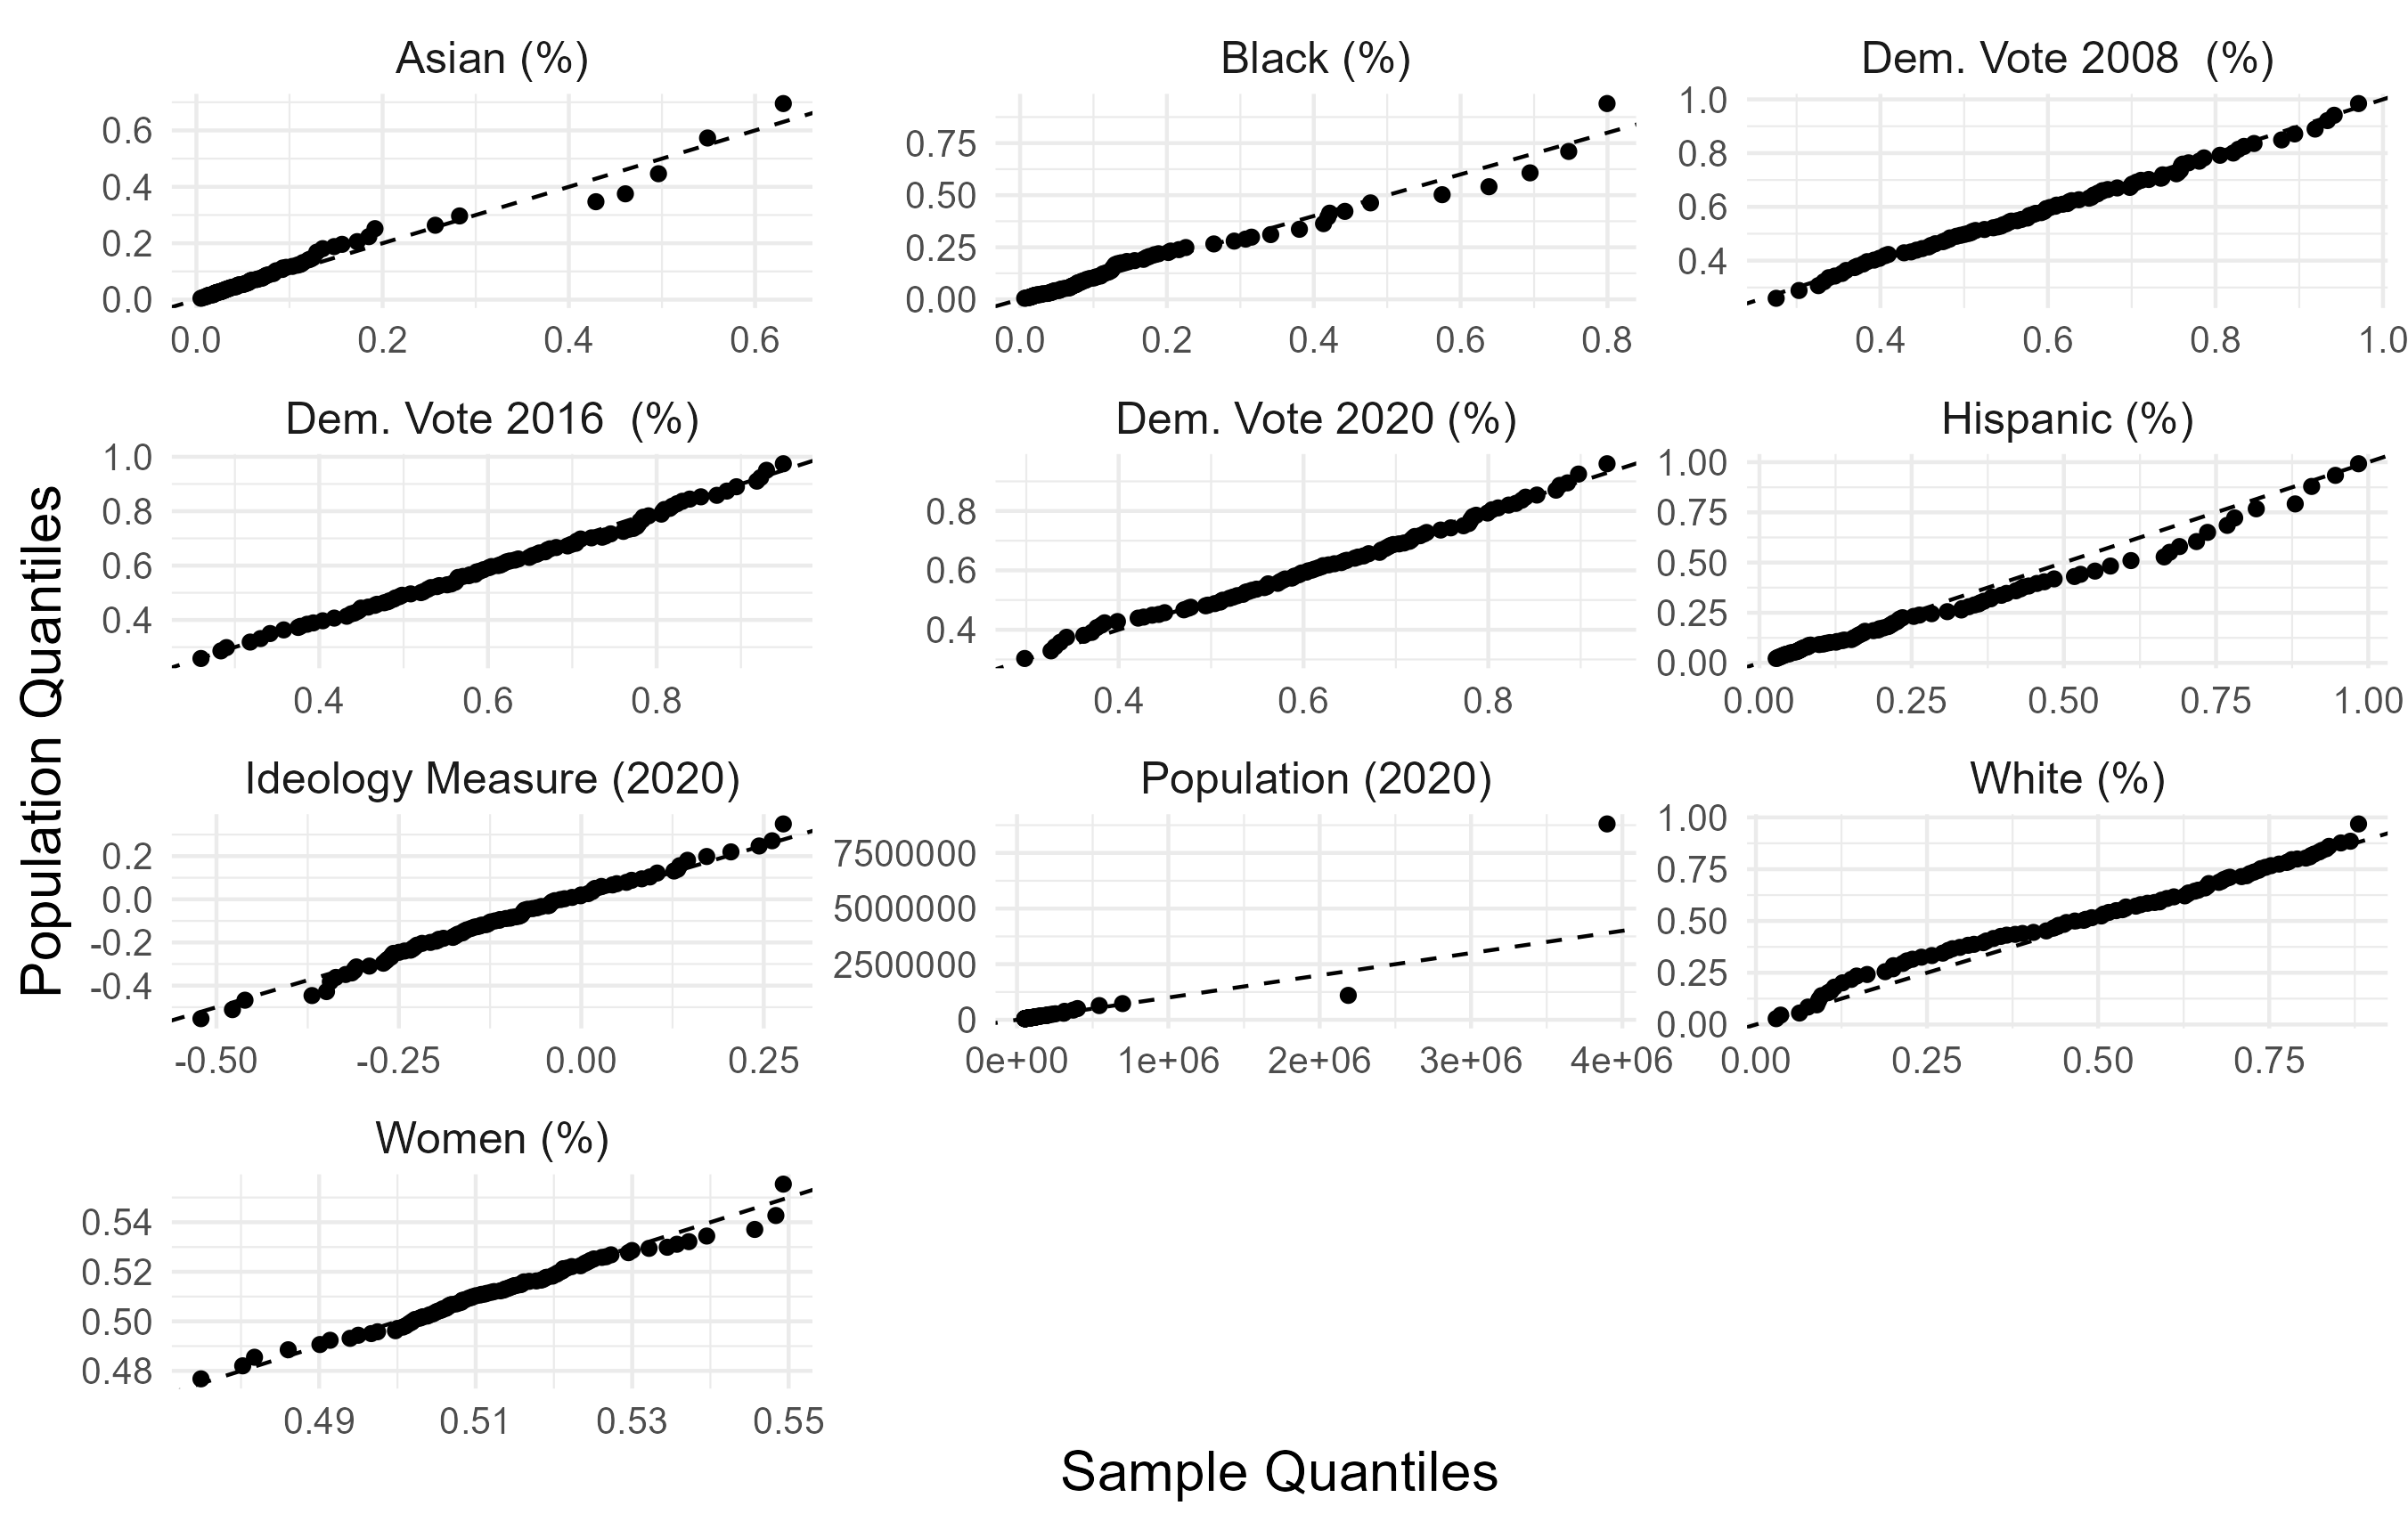 Asian (%)
Black (%)
Dem. Vote 2008  (%)
0.6
0.4
0.2
0.0
0.0 0.2 0.4 0.6
0.75
0.50
0.25
0.00
0.0 0.2 0.4 0.6 0.8
1.0
0.8
0.6
0.4
0.4 0.6 0.8 1.0
Dem. Vote 2016  (%)
Dem. Vote 2020 (%)
Hispanic (%)
1.0
0.8
0.6
0.4
0.4 0.6 0.8
0.8
0.6
0.4
0.4 0.6 0.8
1.00
0.75
0.50
0.25
0.00
0.00 0.25 0.50 0.75 1.00
Ideology Measure (2020)
Population (2020)
White (%)
0.2
0.0
-0.2
-0.4
-0.50 -0.25 0.00 0.25
7500000
5000000
2500000
0
0e+00 1e+06 2e+06 3e+06 4e+06
1.00
0.75
0.50
0.25
0.00
0.00 0.25 0.50 0.75
Women (%)
0.54
0.52
0.50
0.48
0.49 0.51 0.53 0.55
Population Quantiles
Sample Quantiles